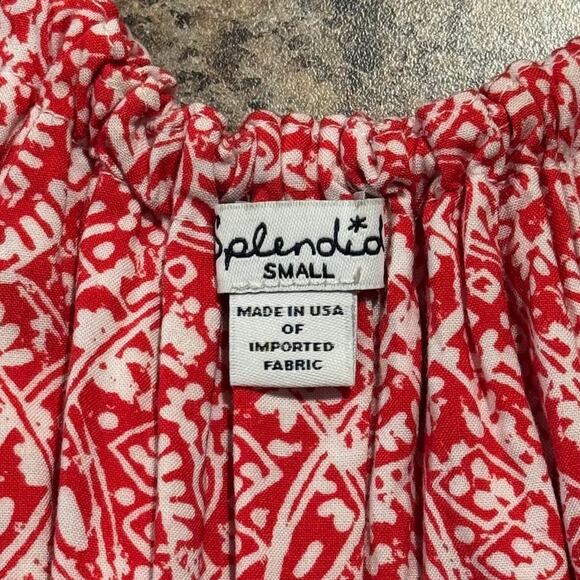 Splendid*
SMALL
MADE IN USA
OF
IMPORTED
FABRIC